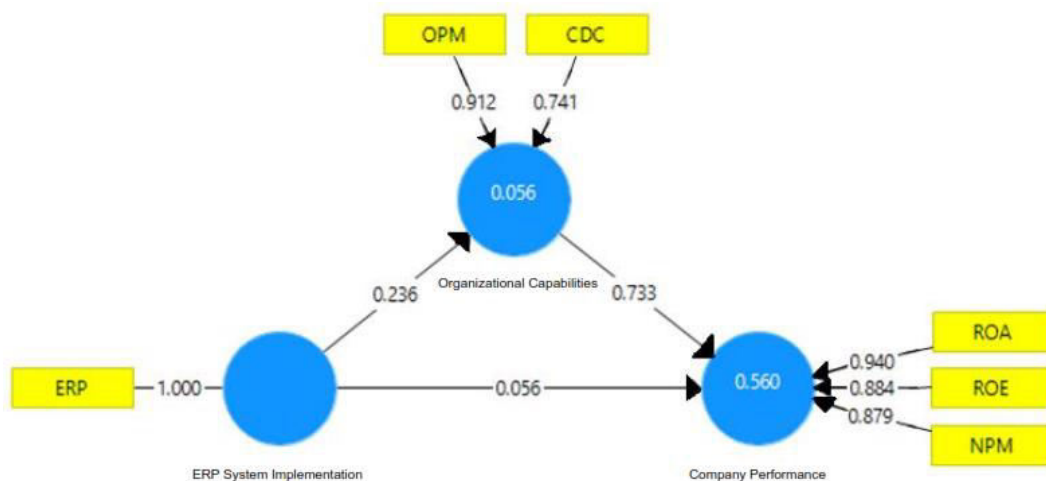 OPM
CDC
0.912
0.741
0.056
Organizational Capabilities
0.236
0.733
ROA
0.940
ERP
1.000
0.056
0.560
0.884
ROE
0.879
NPM
ERP System Implementation
Company Performance